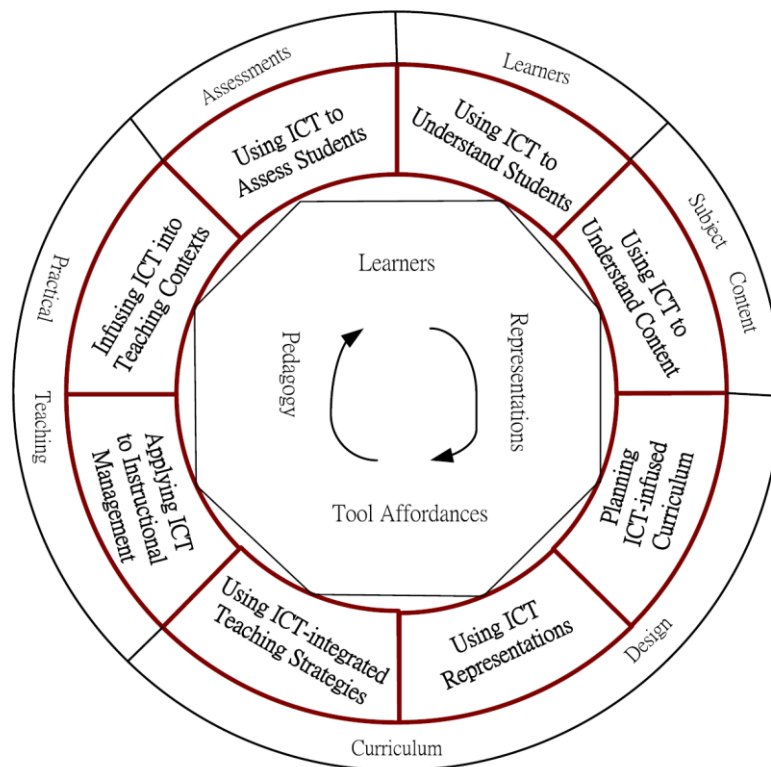 Assessments
Learners
Subject
Content
Design
Curriculum
Teaching
Practical
Using ICT to
Assess Students
Using ICT to
Understand Students
Using ICT to
Understand Content
Planning
ICT-infused
Curriculum
Using ICT
Representations
Using ICT-integrated
Teaching Strategies
Applying ICT
to Instructional
Management
Infusing ICT into
Teaching Contexts
Learners
Representations
Tool Affordances
Pedagogy